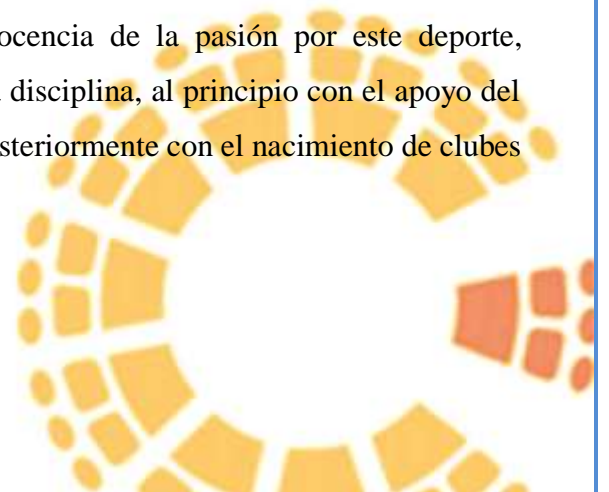 ocencia de la pasión por este deporte,
disciplina, al principio con el apoyo del
steriormente con el nacimiento de clubes